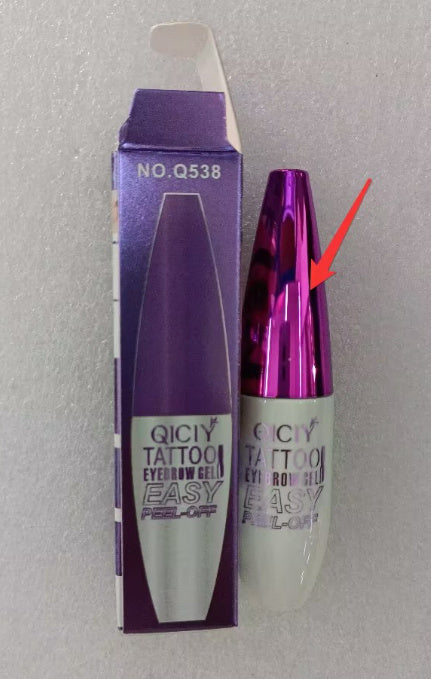 NO.Q538
QICIY
TATTOO
EYEBROW GEL
EASY
PEEL-OFF
QICIY
TATTOO
EYEBROW GEL
EASY
PEEL-OFF